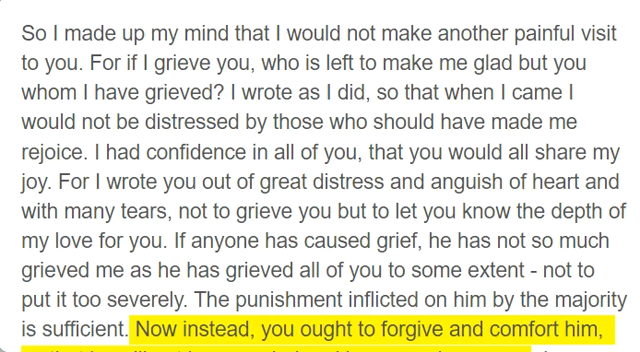 So I made up my mind that I would not make another painful visit
to you. For if I grieve you, who is left to make me glad but you
whom I have grieved? I wrote as I did, so that when I came I
would not be distressed by those who should have made me
rejoice. I had confidence in all of you, that you would all share my
joy. For I wrote you out of great distress and anguish of heart and
with many tears, not to grieve you but to let you know the depth of
my love for you. If anyone has caused grief, he has not so much
grieved me as he has grieved all of you to some extent - not to
put it too severely. The punishment inflicted on him by the majority
is sufficient. Now instead, you ought to forgive and comfort him,